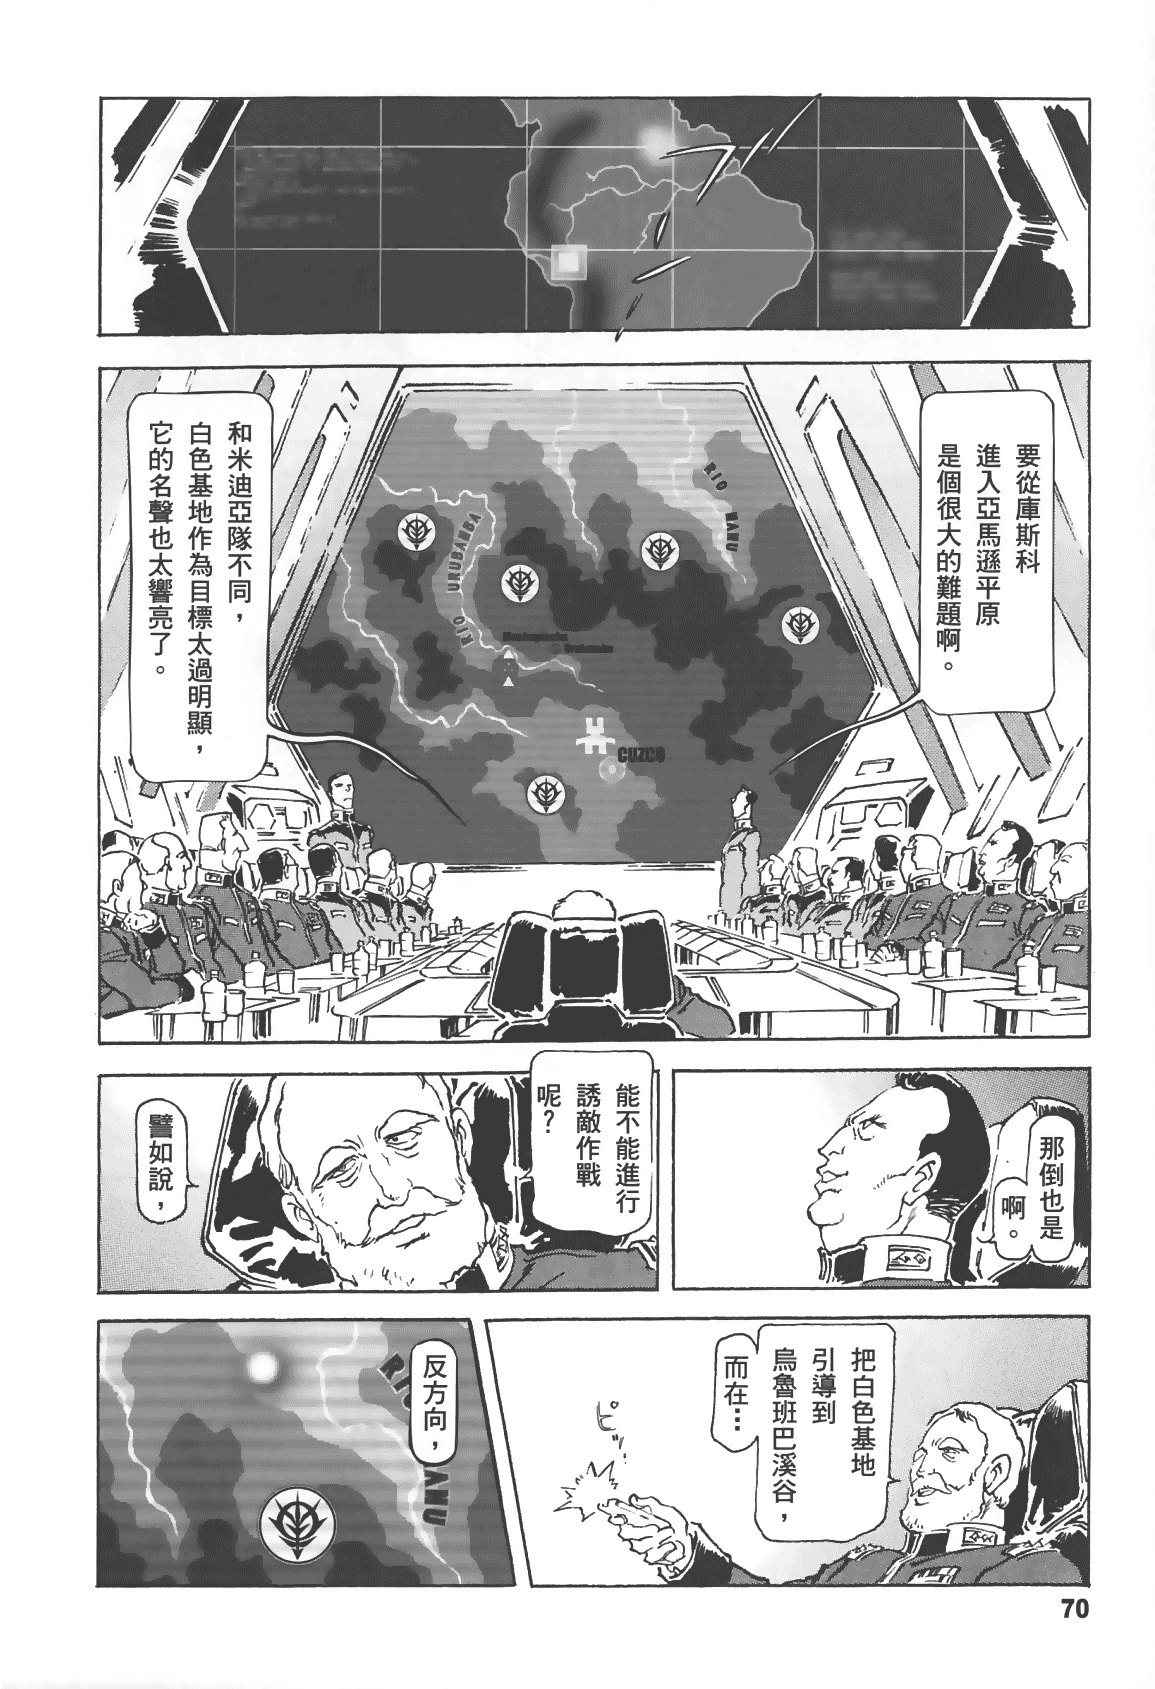 要從庫斯科
進入亞馬遜平原
是個很大的難題啊。
和米迪亞隊不同，
白色基地作為目標太過明顯，
它的名聲也太響亮了。
RIO MANU
RIO URUBANBA
CUZCO
那倒也是
啊。
能不能進行
誘敵作戰
呢？
譬如說，
把白色基地
引導到
烏魯班巴溪谷，
而在…
ピッ
反方向，
RIO
MANU
70